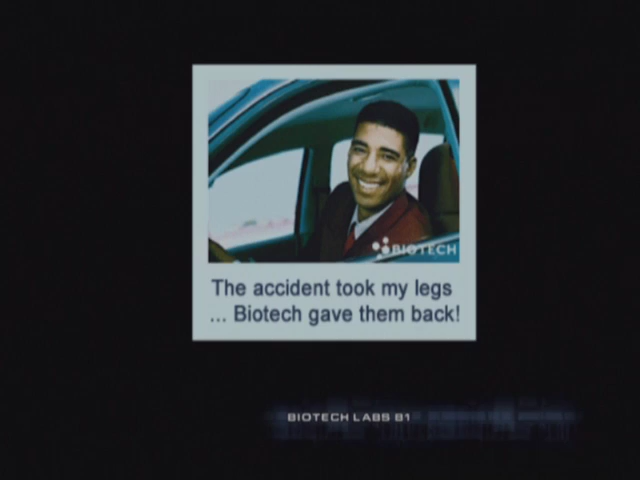 BIOTECH
The accident took my legs
... Biotech gave them back!
BIOTECH LABS B1